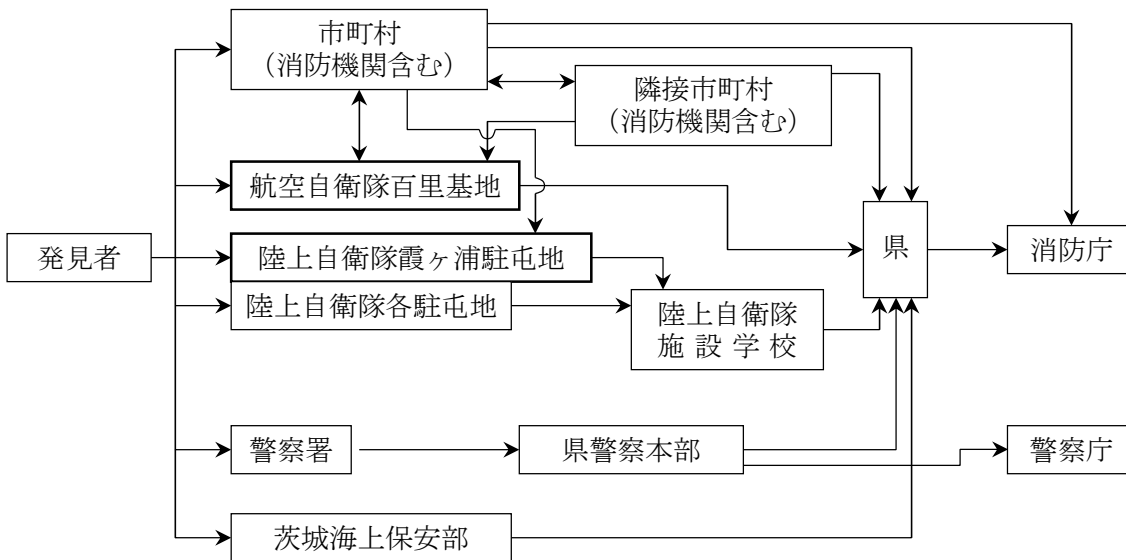 市町村
（消防機関含む）
隣接市町村
（消防機関含む）
航空自衛隊百里基地
発見者
陸上自衛隊霞ヶ浦駐屯地
県
消防庁
陸上自衛隊各駐屯地
陸上自衛隊
施設学校
警察署
県警察本部
警察庁
茨城海上保安部